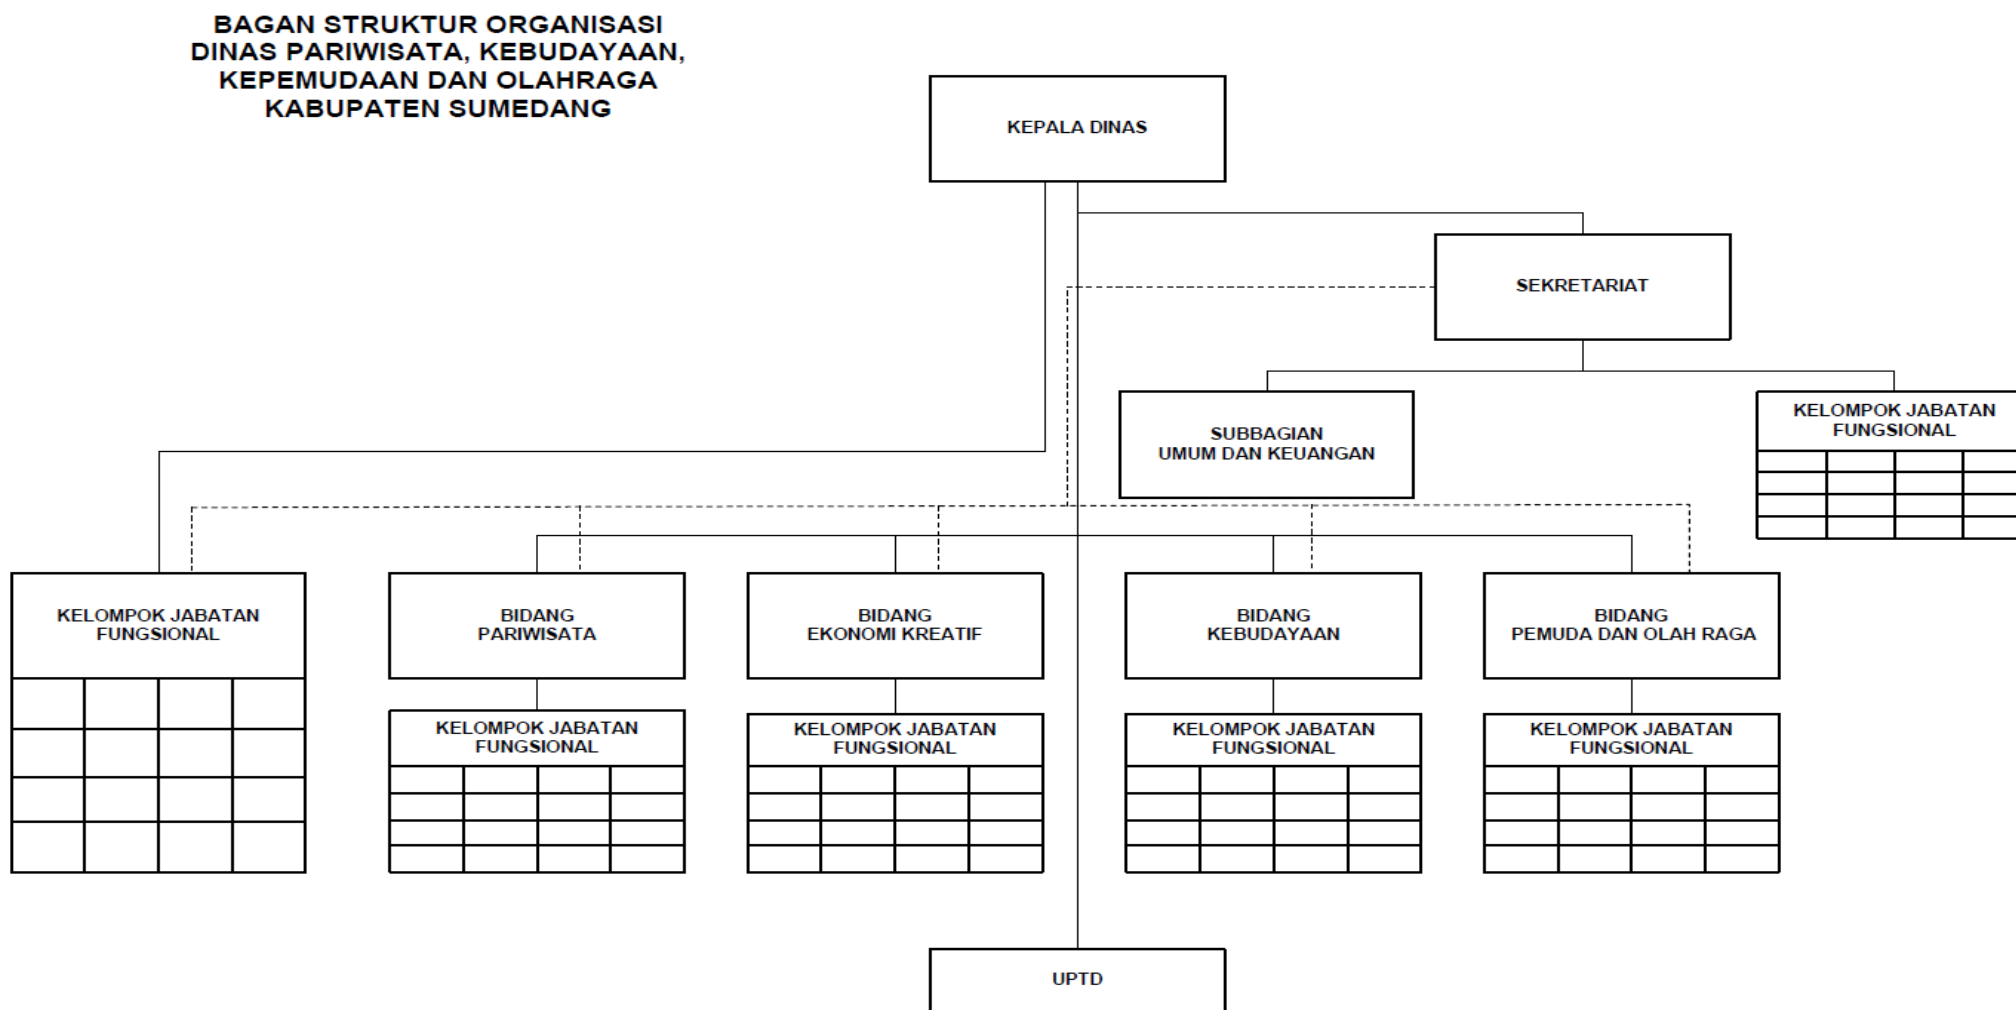 BAGAN STRUKTUR ORGANISASI
DINAS PARIWISATA, KEBUDAYAAN,
KEPEMUDAAN DAN OLAHRAGA
KABUPATEN SUMEDANG
KEPALA DINAS
SEKRETARIAT
SUBBAGIAN
UMUM DAN KEUANGAN
KELOMPOK JABATAN
FUNGSIONAL
KELOMPOK JABATAN
FUNGSIONAL
BIDANG
PARIWISATA
BIDANG
EKONOMI KREATIF
BIDANG
KEBUDAYAAN
BIDANG
PEMUDA DAN OLAH RAGA
KELOMPOK JABATAN
FUNGSIONAL
KELOMPOK JABATAN
FUNGSIONAL
KELOMPOK JABATAN
FUNGSIONAL
KELOMPOK JABATAN
FUNGSIONAL
UPTD